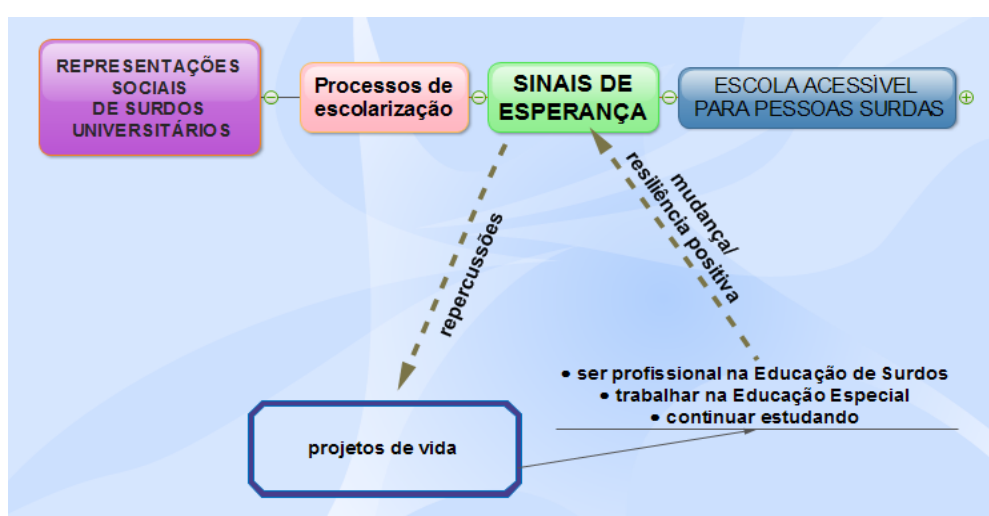 REPRESENTAÇÕES
SOCIAIS
DE SURDOS
UNIVERSITÁRIOS
Processos de
escolarização
SINAIS DE
ESPERANÇA
ESCOLA ACESSÌVEL
PARA PESSOAS SURDAS
repercussões
mudança/
resiliência positiva
• ser profissional na Educação de Surdos
• trabalhar na Educação Especial
• continuar estudando
projetos de vida